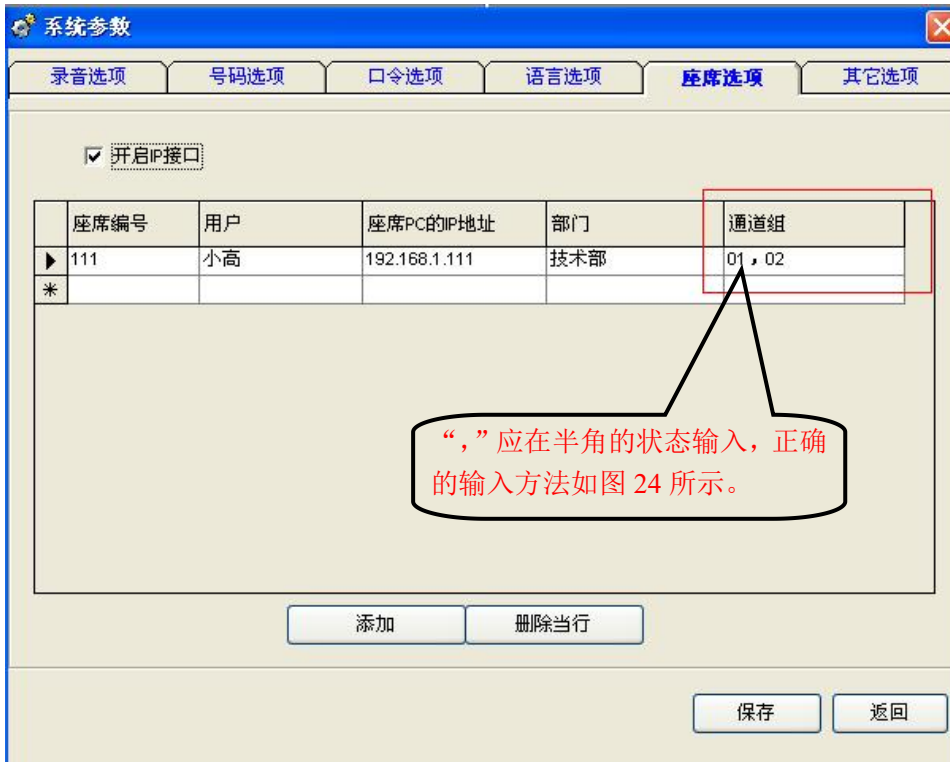 系统参数
录音选项 号码选项 口令选项 语言选项 座席选项 其它选项
开启IP接口
座席编号 用户 座席PC的IP地址 部门 通道组
111 小高 192.168.1.111 技术部 01，02
“，”应在半角的状态输入，正确
的输入方法如图 24 所示。
添加 删除当行
保存 返回